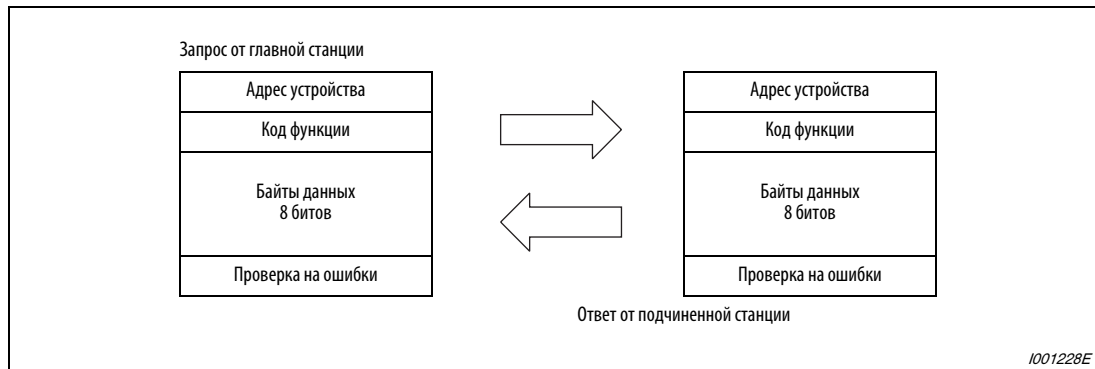 Запрос от главной станции
Адрес устройства
Код функции
Байты данных
8 битов
Проверка на ошибки
Адрес устройства
Код функции
Байты данных
8 битов
Проверка на ошибки
Ответ от подчиненной станции
I001228E